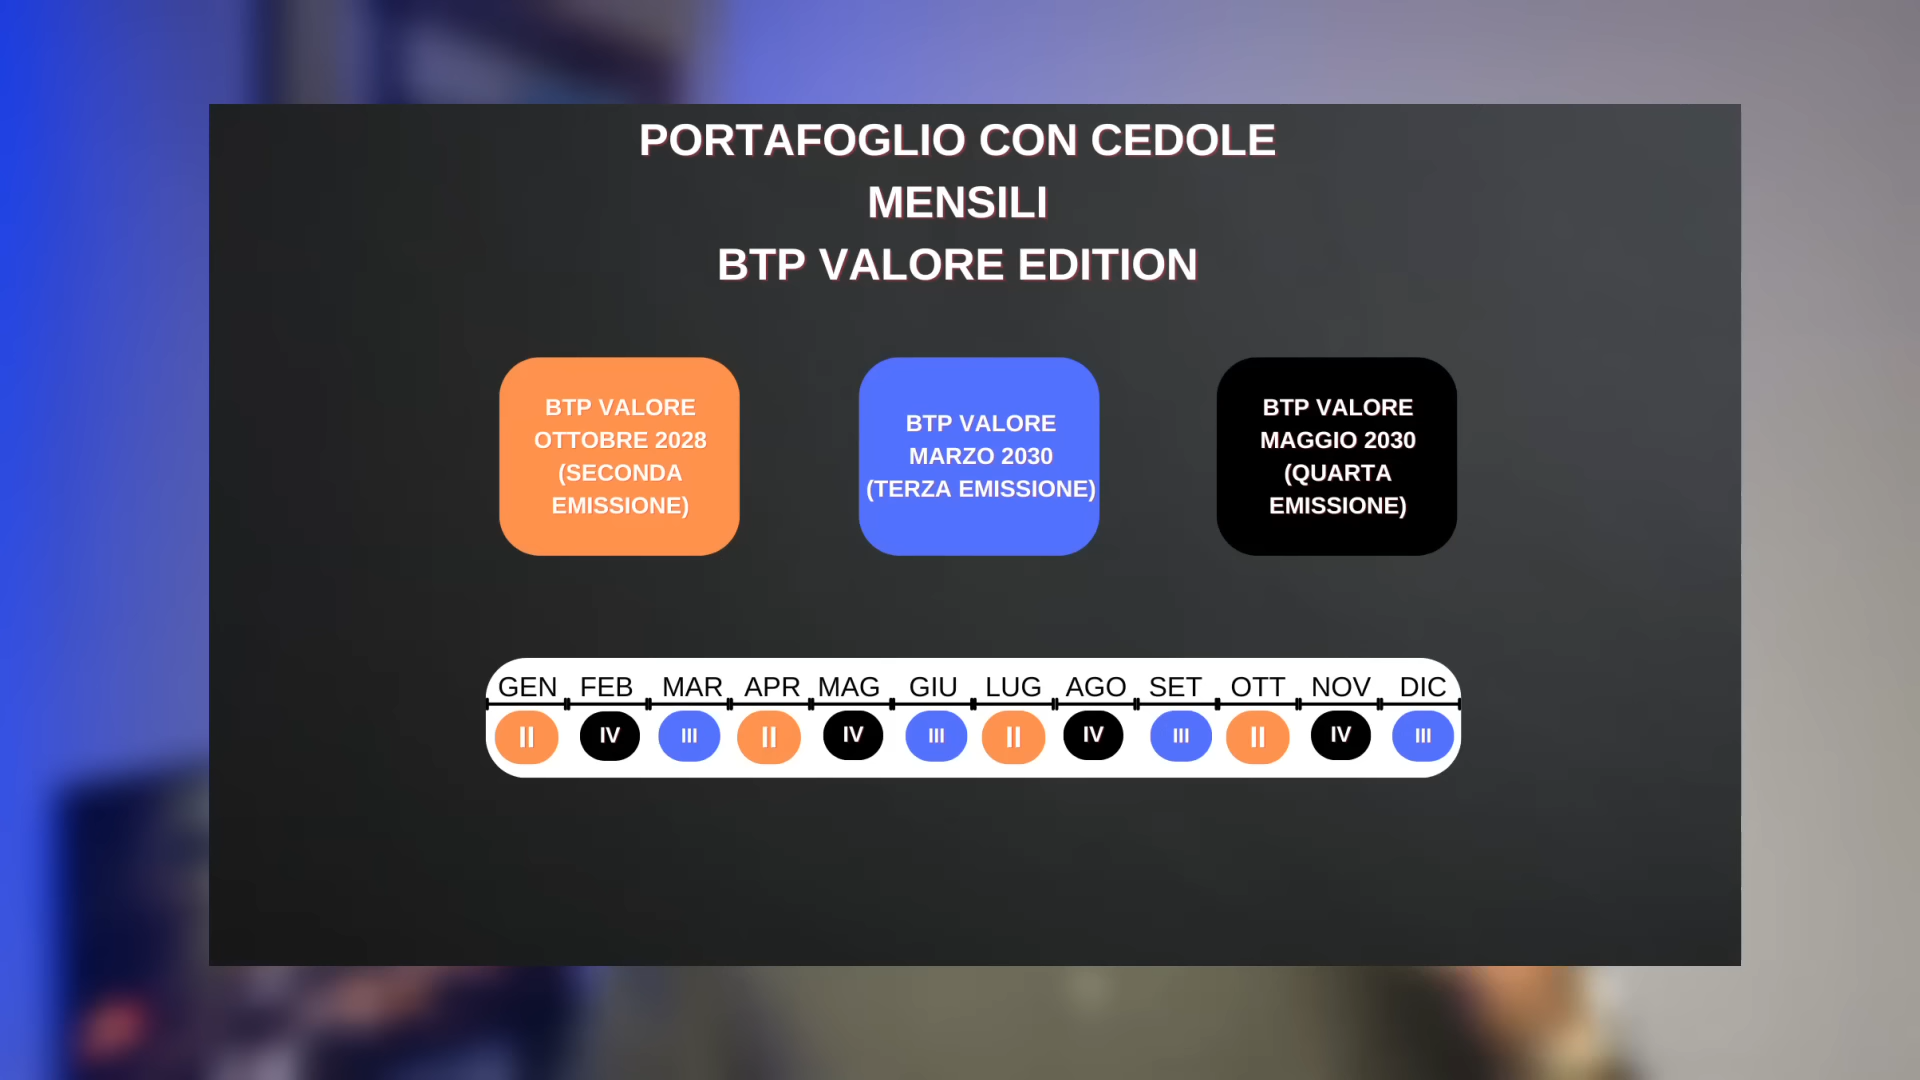 PORTAFOGLIO CON CEDOLE
MENSILI
BTP VALORE EDITION
BTP VALORE
OTTOBRE 2028
(SECONDA
EMISSIONE)
BTP VALORE
MARZO 2030
(TERZA EMISSIONE)
BTP VALORE
MAGGIO 2030
(QUARTA
EMISSIONE)
GEN FEB MAR APR MAG GIU LUG AGO SET OTT NOV DIC
II IV III II IV III II IV III II IV III